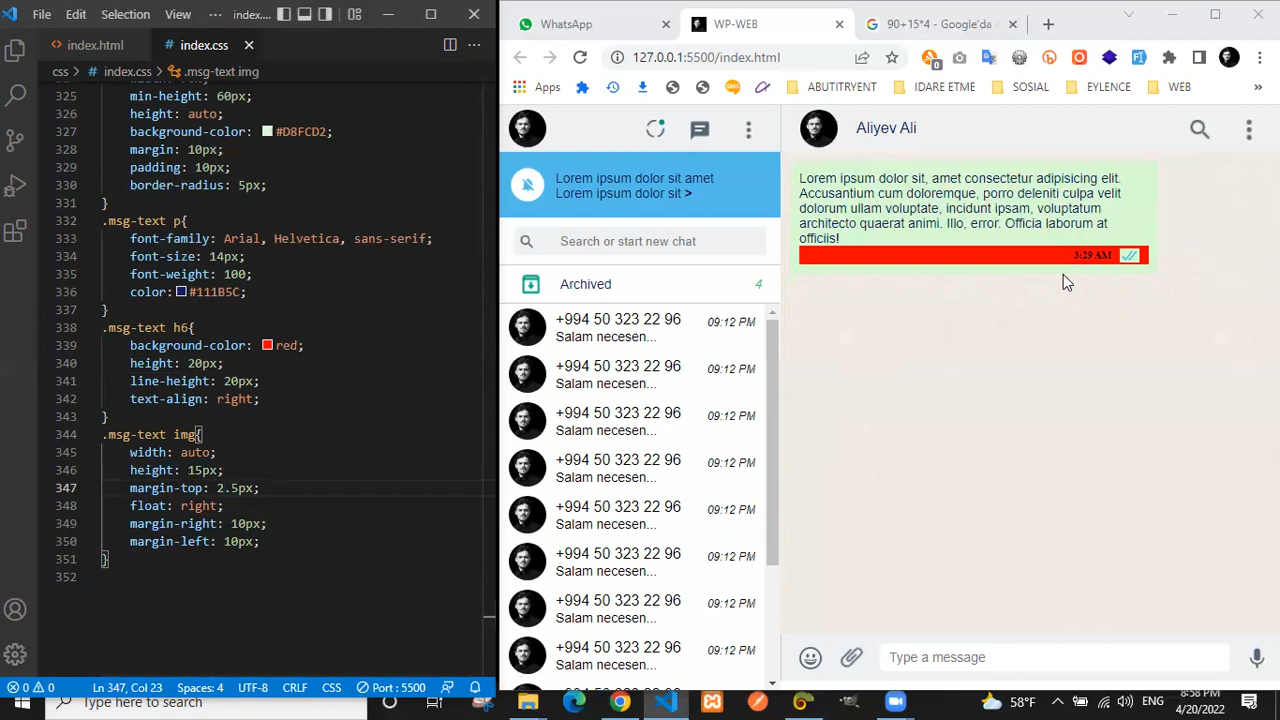 File Edit Selection View index....
index.html
index.css
css > index.css > .msg-text img
325
326
327
328
329
330
331
332
333
334
335
336
337
338
339
340
341
342
343
344
345
346
347
348
349
350
351
352
min-height: 60px;
height: auto;
background-color: #D8FCD2;
margin: 10px;
padding: 10px;
border-radius: 5px;
}
.msg-text p{
font-family: Arial, Helvetica, sans-serif;
font-size: 14px;
font-weight: 100;
color: #111B5C;
}
.msg-text h6{
background-color: red;
height: 20px;
line-height: 20px;
text-align: right;
}
.msg-text img{
width: auto;
height: 15px;
margin-top: 2.5px;
float: right;
margin-right: 10px;
margin-left: 10px;
}
0 0 Ln 347, Col 23 Spaces: 4 UTF-8 CRLF CSS Port : 5500
WhatsApp
WP-WEB
90+15*4 - Google'da
127.0.0.1:5500/index.html
0
Apps
ABUTITRYENT
IDARE ETME
SOSIAL
EYLENCE
WEB
»
Aliyev Ali
Lorem ipsum dolor sit amet
Lorem ipsum dolor sit >
Search or start new chat
Archived 4
+994 50 323 22 96 09:12 PM
Salam necesen...
+994 50 323 22 96 09:12 PM
Salam necesen...
+994 50 323 22 96 09:12 PM
Salam necesen...
+994 50 323 22 96 09:12 PM
Salam necesen...
+994 50 323 22 96 09:12 PM
Salam necesen...
+994 50 323 22 96 09:12 PM
Salam necesen...
+994 50 323 22 96 09:12 PM
Salam necesen...
+994 50 323 22 96 09:12 PM
Salam necesen...
Lorem ipsum dolor sit, amet consectetur adipisicing elit.
Accusantium cum doloremque, porro deleniti culpa velit
dolorum ullam voluptate, incidunt ipsam, voluptatum
architecto quaerat animi. Illo, error. Officia laborum at
officiis!
3:29 AM
Type a message
Type here to search
58°F
ENG
8:58 PM
4/20/2022